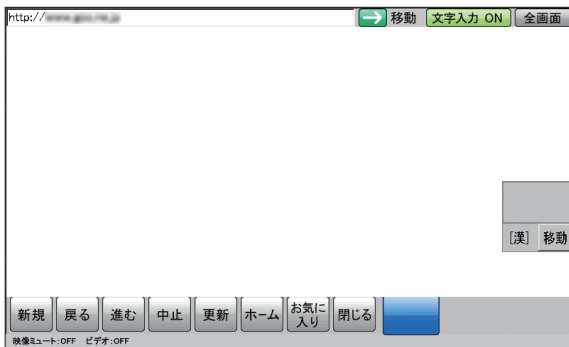 http://
移動 文字入力 ON 全画面
[漢] 移動
新規 戻る 進む 中止 更新 ホーム お気に入り 閉じる
映像ミュート:OFF ビデオ:OFF